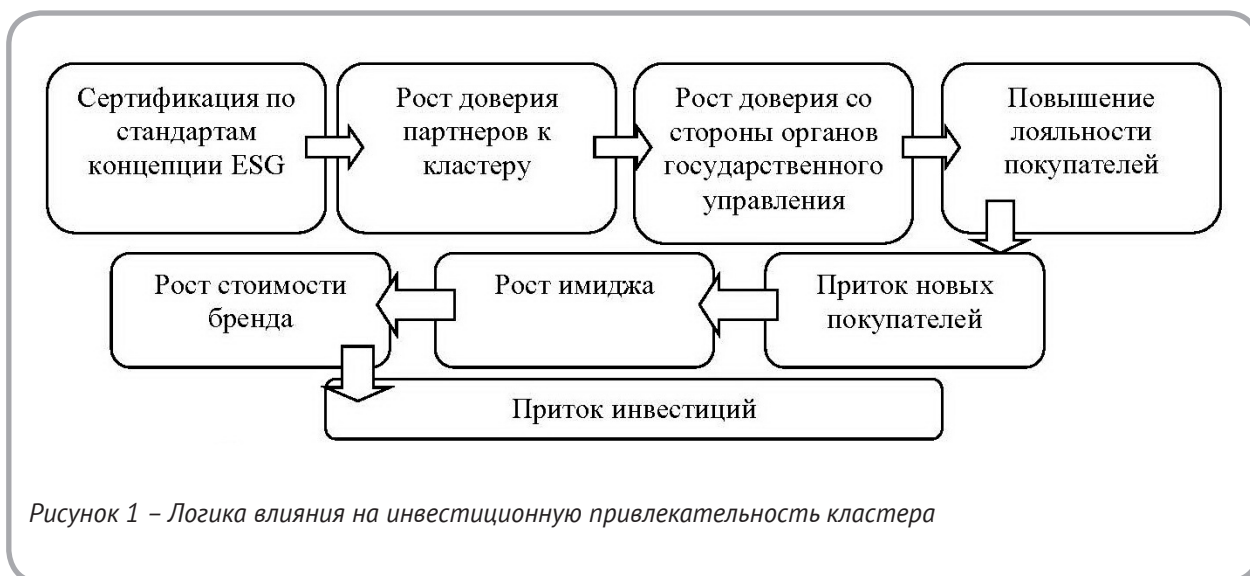 Сертификация по
стандартам
концепции ESG
Рост доверия
партнеров к
кластеру
Рост доверия со
стороны органов
государственного
управления
Повышение
лояльности
покупателей
Приток новых
покупателей
Рост имиджа
Рост стоимости
бренда
Приток инвестиций
Рисунок 1 – Логика влияния на инвестиционную привлекательность кластера